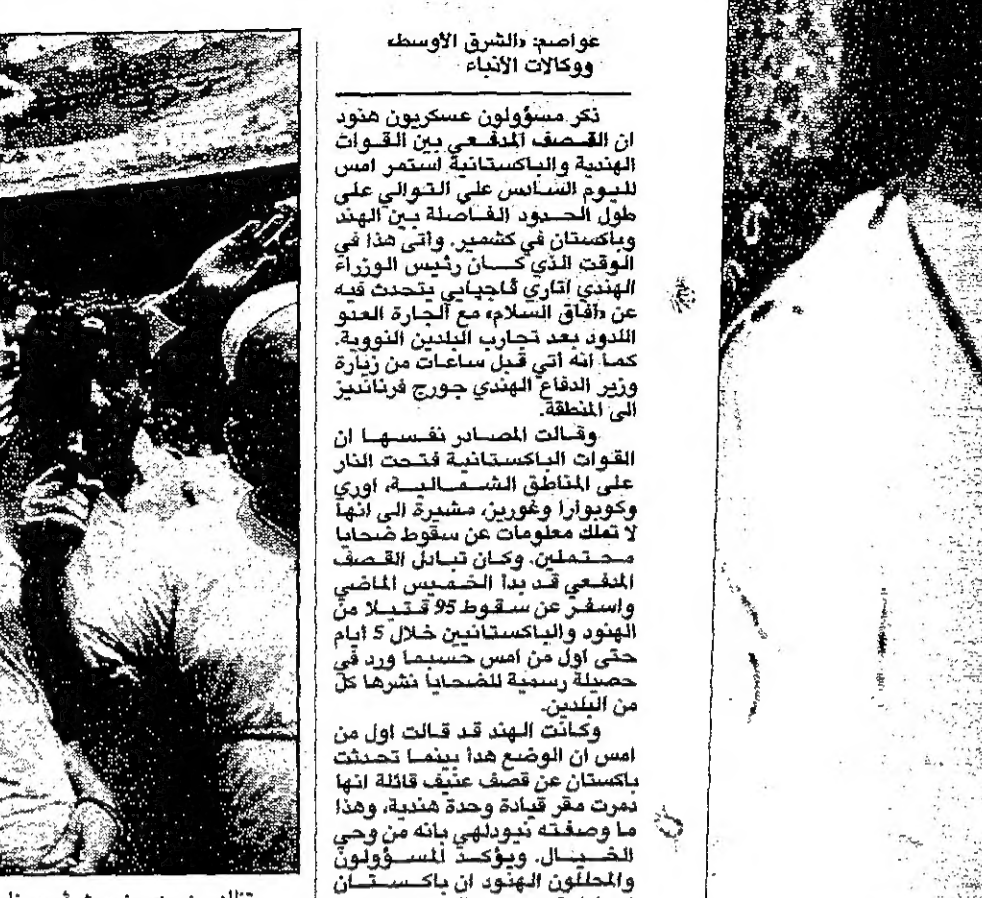 عواصم: «الشرق الأوسط»
ووكالات الأنباء
ذكر مسؤولون عسكريون هنود
ان القصف المدفعي بين القوات
الهندية والباكستانية استمر امس
لليوم السادس على التوالي على
طول الحدود الفاصلة بين الهند
وباكستان في كشمير. وأتى هذا في
الوقت الذي كان رئيس الوزراء
الهندي اتاري فاجبايي يتحدث فيه
عن «آفاق السلام» مع الجارة العدو
اللدود بعد تجارب البلدين النووية.
كما انه أتى قبل ساعات من زيارة
وزير الدفاع الهندي جورج فرنانديز
الى المنطقة.
وقالت المصادر نفسها ان
القوات الباكستانية فتحت النار
على المناطق الشمالية، اوري
وكوبوارا وغورين، مشيرة الى انها
لا تملك معلومات عن سقوط ضحايا
محتملين. وكان تبادل القصف
المدفعي قد بدأ الخميس الماضي
واسفر عن سقوط 95 قتيلا من
الهنود والباكستانيين خلال 5 أيام
حتى اول من امس حسبما ورد في
حصيلة رسمية للضحايا نشرها كل
من البلدين.
وكانت الهند قد قالت اول من
امس ان الوضع هدأ بينما تحدثت
باكستان عن قصف عنيف قائلة انها
دمرت مقر قيادة وحدة هندية، وهذا
ما وصفته نيودلهي بانه من وحي
الخيال. ويؤكد المسؤولون
والمحللون الهنود ان باكستان